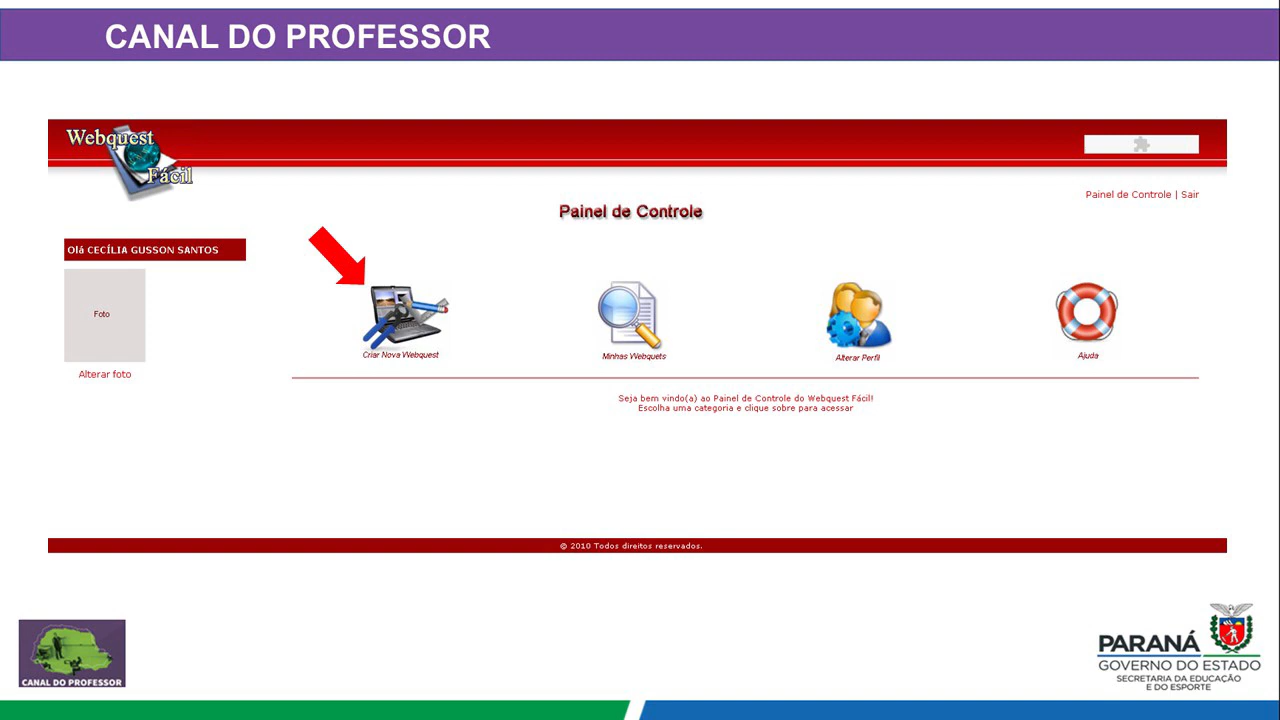 CANAL DO PROFESSOR
Webquest
Fácil
Painel de Controle | Sair
Painel de Controle
Olá CECÍLIA GUSSON SANTOS
Foto
Alterar foto
Criar Nova Webquest
Minhas Webquets
Alterar Perfil
Ajuda
Seja bem vindo(a) ao Painel de Controle do Webquest Fácil!
Escolha uma categoria e clique sobre para acessar
© 2010 Todos direitos reservados.
CANAL DO PROFESSOR
PARANÁ
GOVERNO DO ESTADO
SECRETARIA DA EDUCAÇÃO
E DO ESPORTE